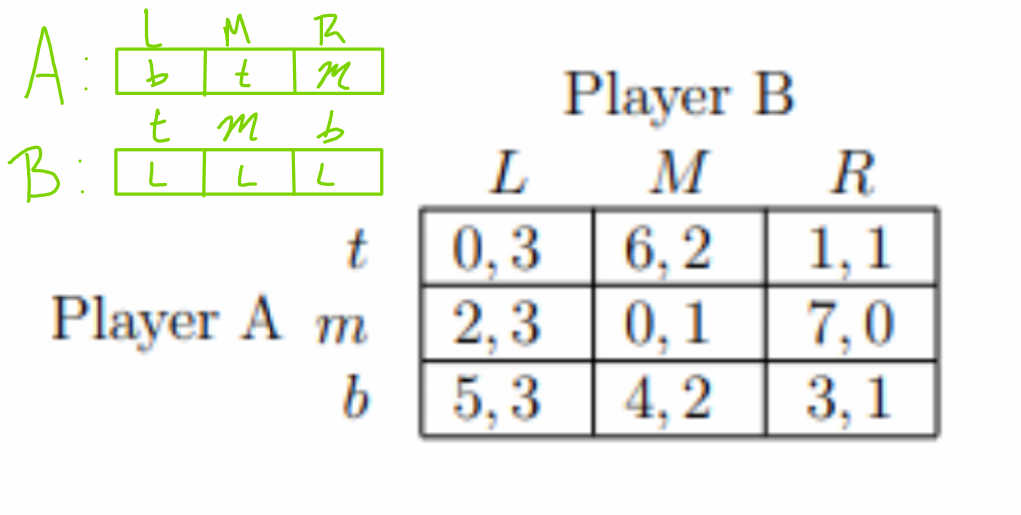 L M R
A: b t m
t m b
B: L L L
Player B
L M R
t 0, 3 6, 2 1, 1
Player A m 2, 3 0, 1 7, 0
b 5, 3 4, 2 3, 1